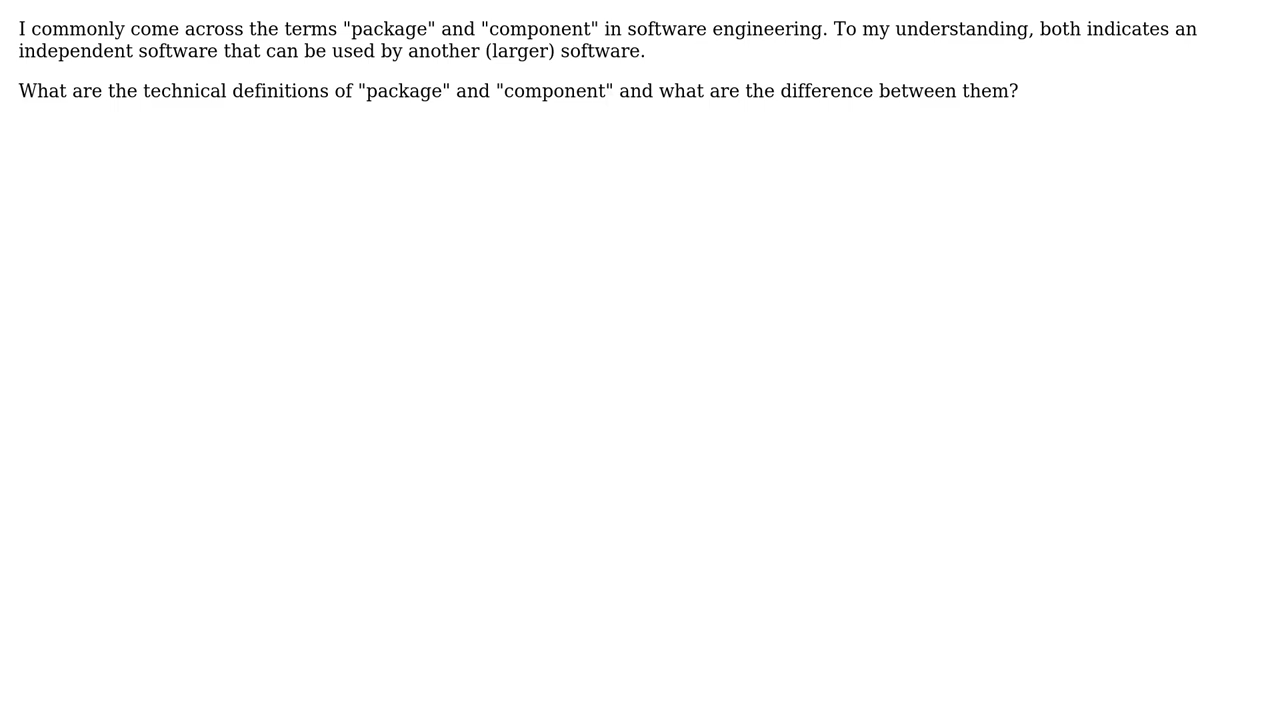 I commonly come across the terms "package" and "component" in software engineering. To my understanding, both indicates an
independent software that can be used by another (larger) software.
What are the technical definitions of "package" and "component" and what are the difference between them?